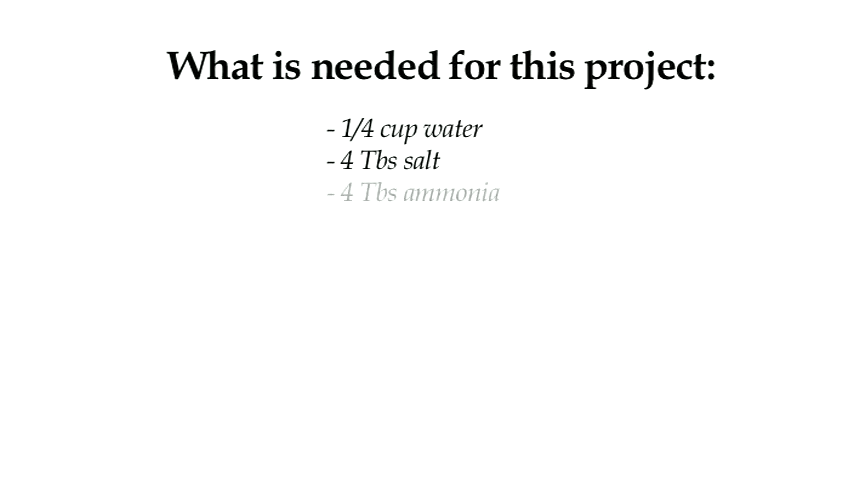 What is needed for this project:
- 1/4 cup water
- 4 Tbs salt
- 4 Tbs ammonia